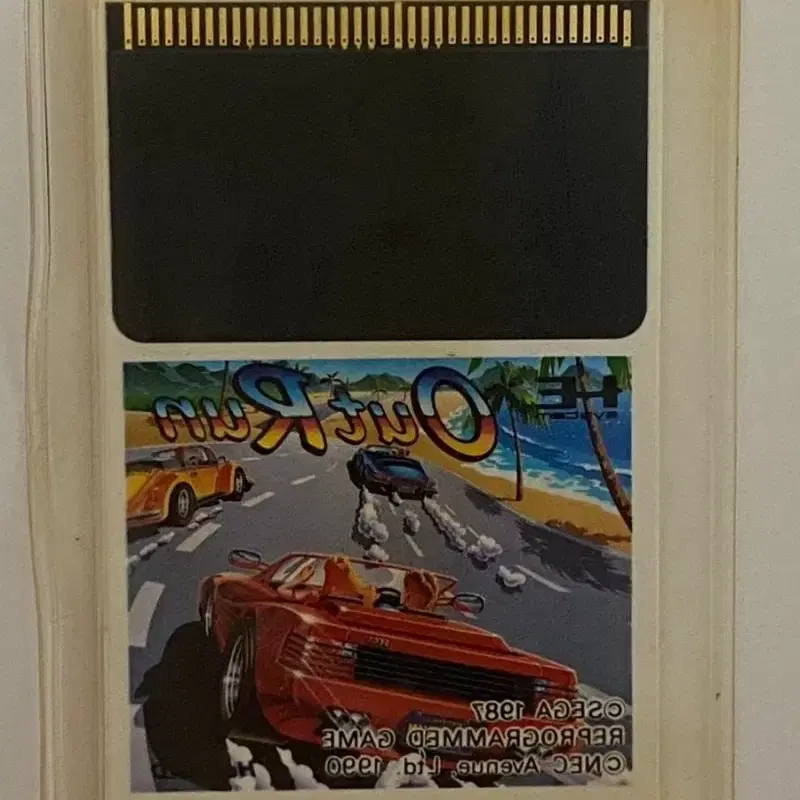 HE
OutRun
©SEGA 1987
REPROGRAMMED GAME
©NEC Avenue, Ltd. 1990